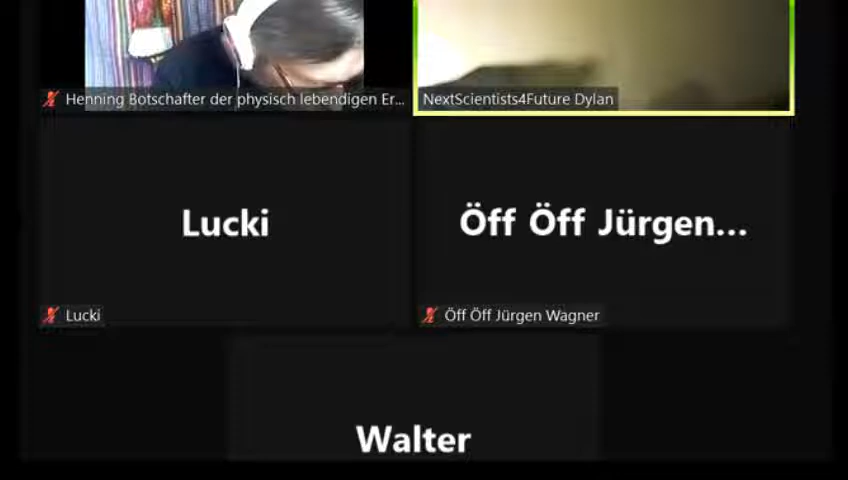 Henning Botschafter der physisch lebendigen Er...
NextScientists4Future Dylan
Lucki
Öff Öff Jürgen...
Lucki
Öff Öff Jürgen Wagner
Walter